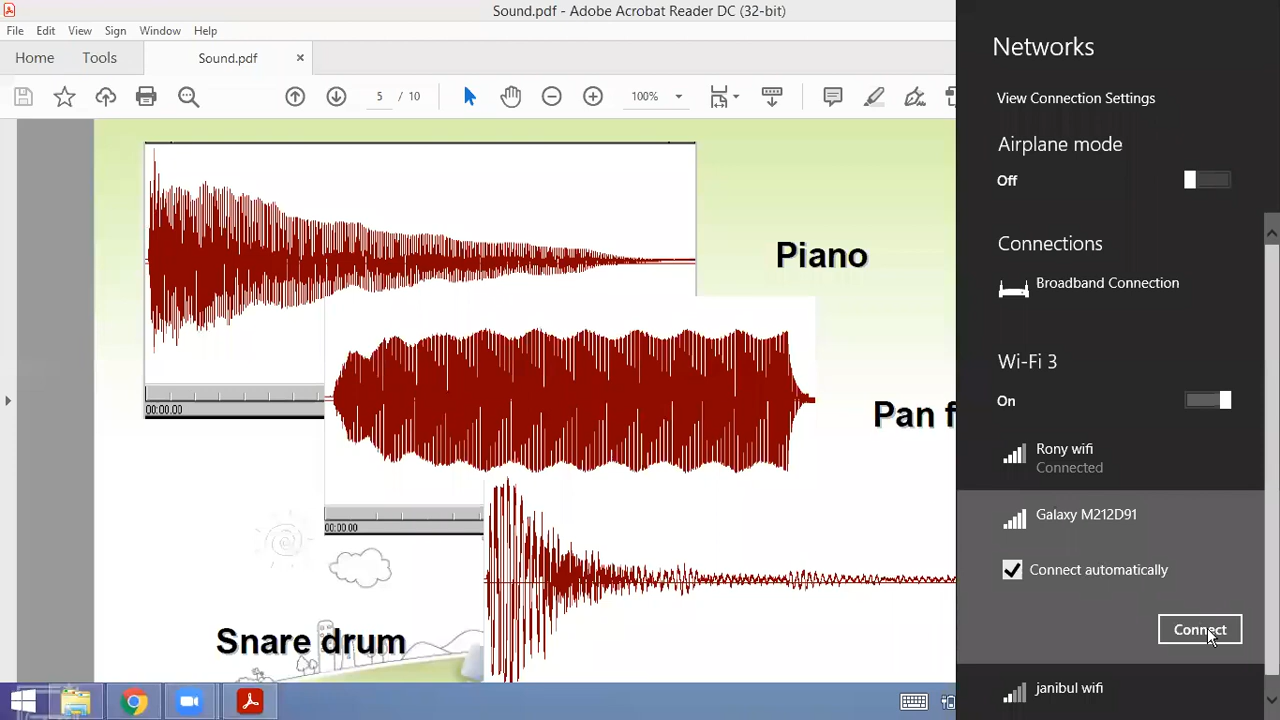 Sound.pdf - Adobe Acrobat Reader DC (32-bit)
File Edit View Sign Window Help
Home Tools Sound.pdf ×
5 / 10 100%
Piano
00:00.00
Pan f
00:00.00
Snare drum
Networks
View Connection Settings
Airplane mode
Off
Connections
Broadband Connection
Wi-Fi 3
On
Rony wifi
Connected
Galaxy M212D91
Connect automatically
Connect
janibul wifi